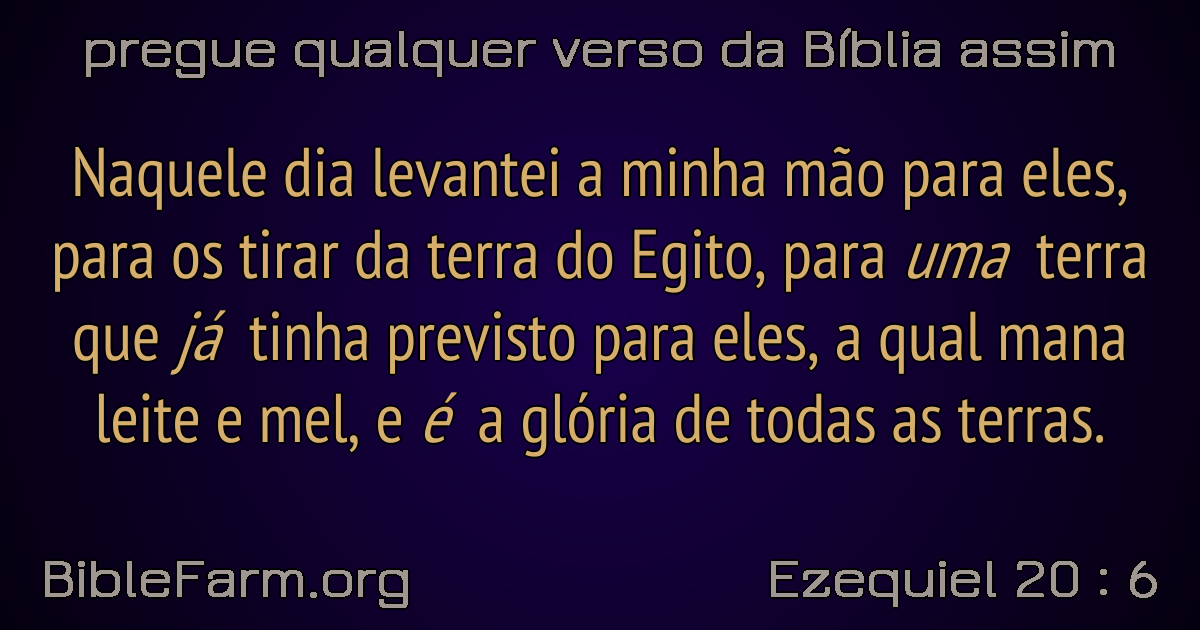 pregue qualquer verso da Bíblia assim
Naquele dia levantei a minha mão para eles,
para os tirar da terra do Egito, para uma terra
que já tinha previsto para eles, a qual mana
leite e mel, e é a glória de todas as terras.
BibleFarm.org
Ezequiel 20 : 6